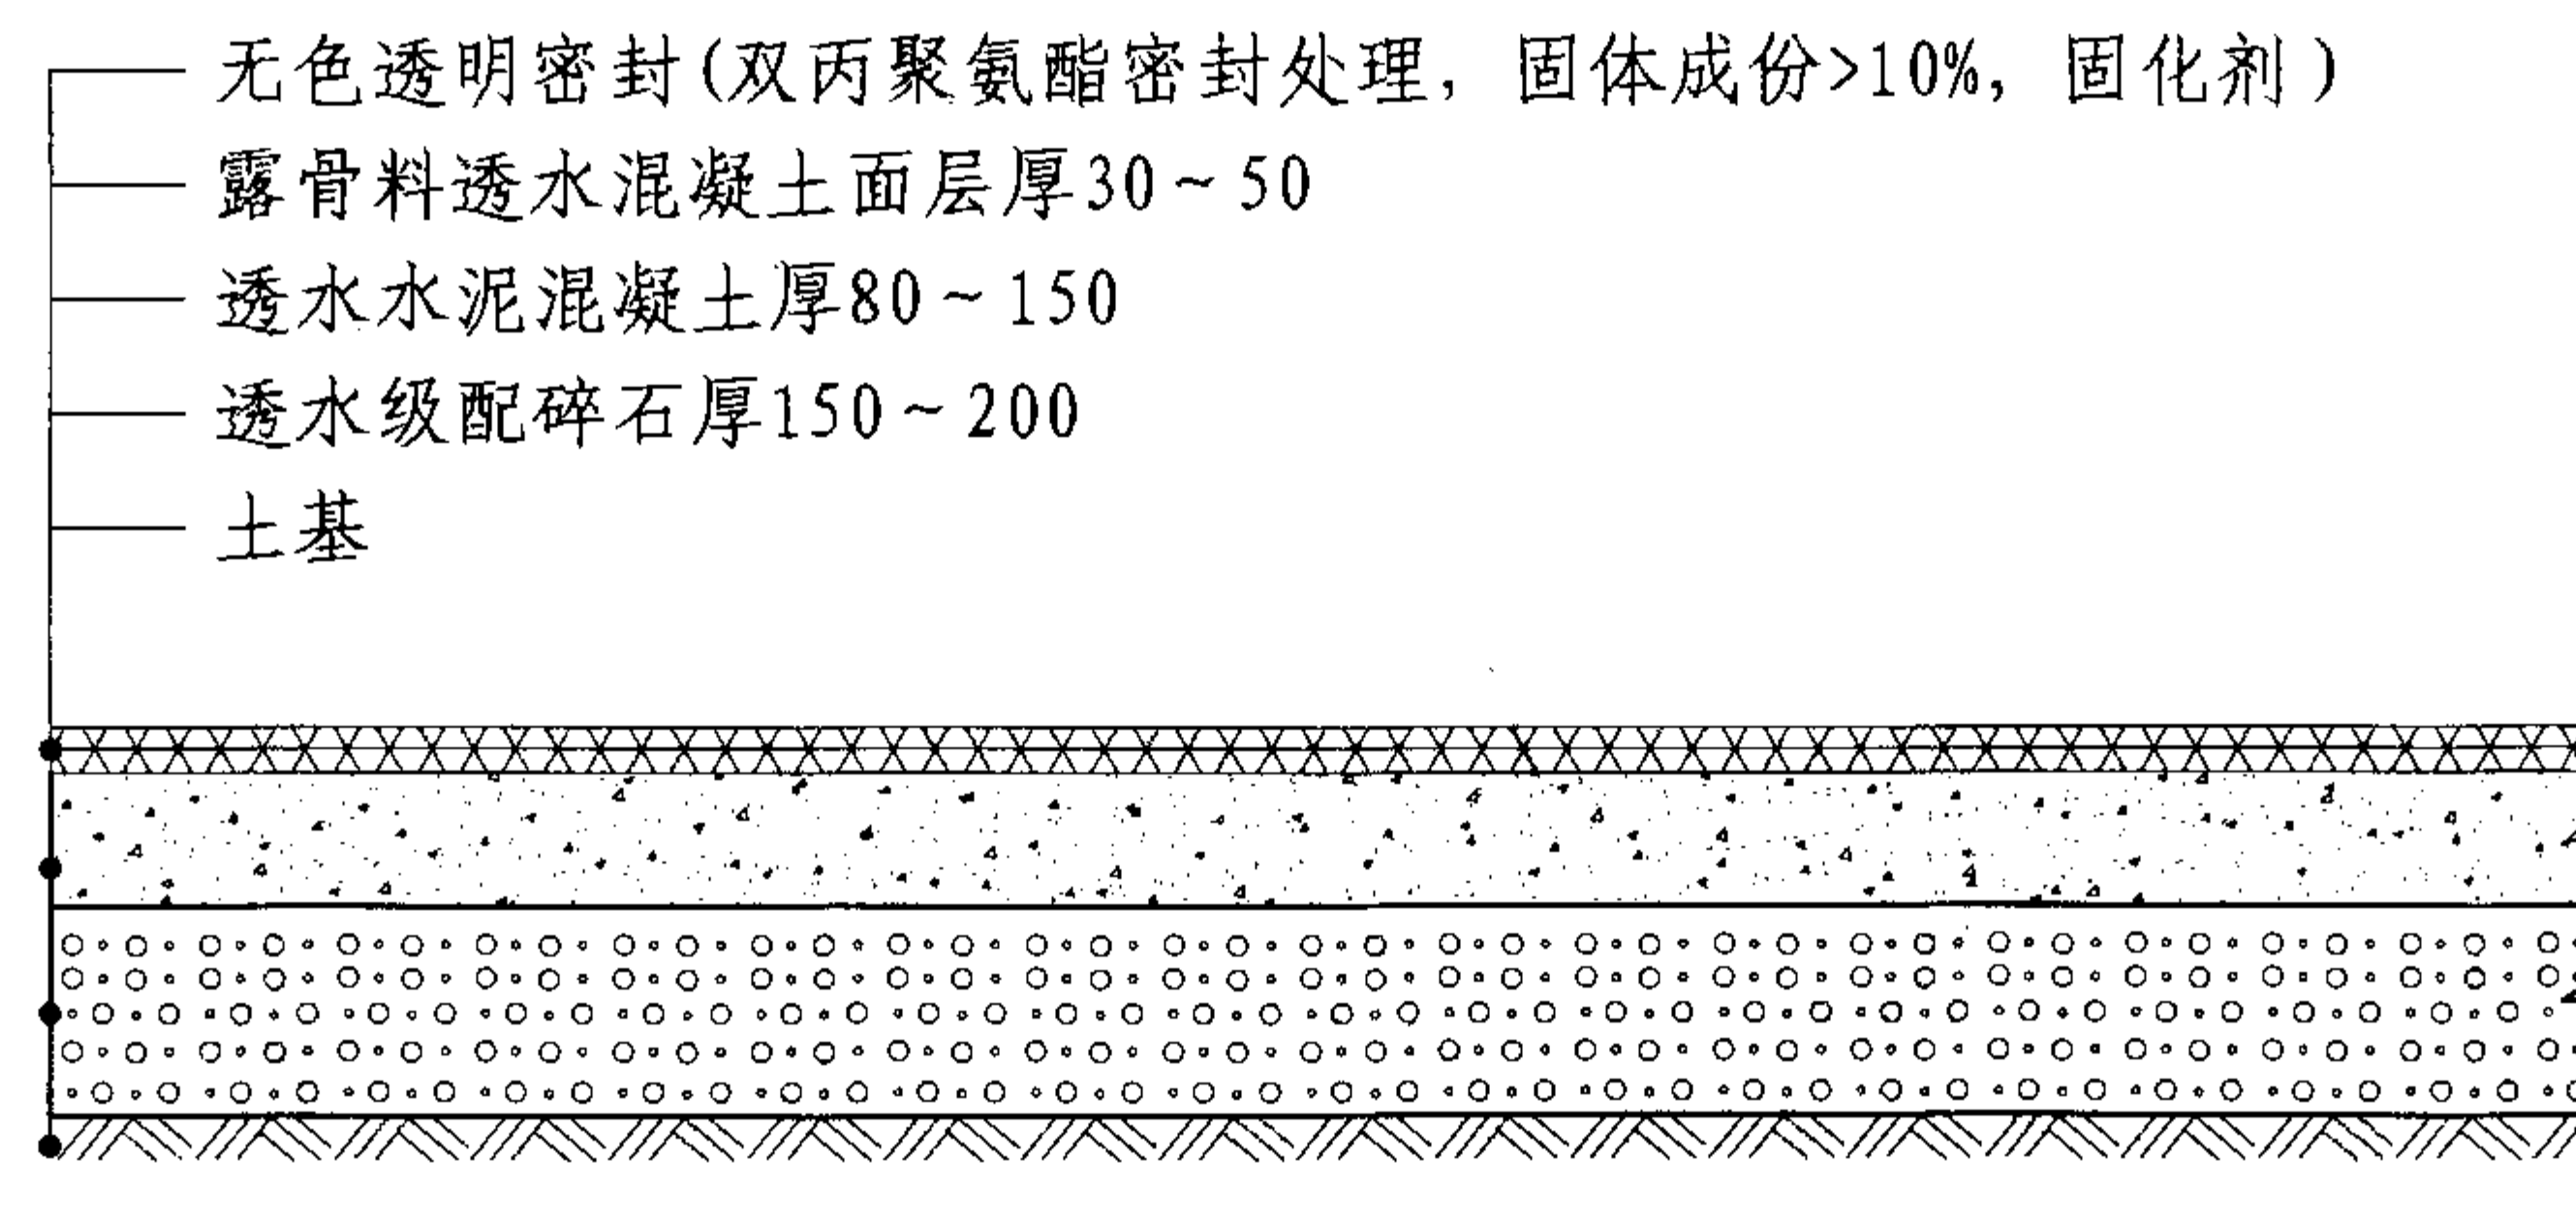 无色透明密封(双丙聚氨酯密封处理, 固体成份>10%, 固化剂)
露骨料透水混凝土面层厚30~50
透水水泥混凝土厚80~150
透水级配碎石厚150~200
土基